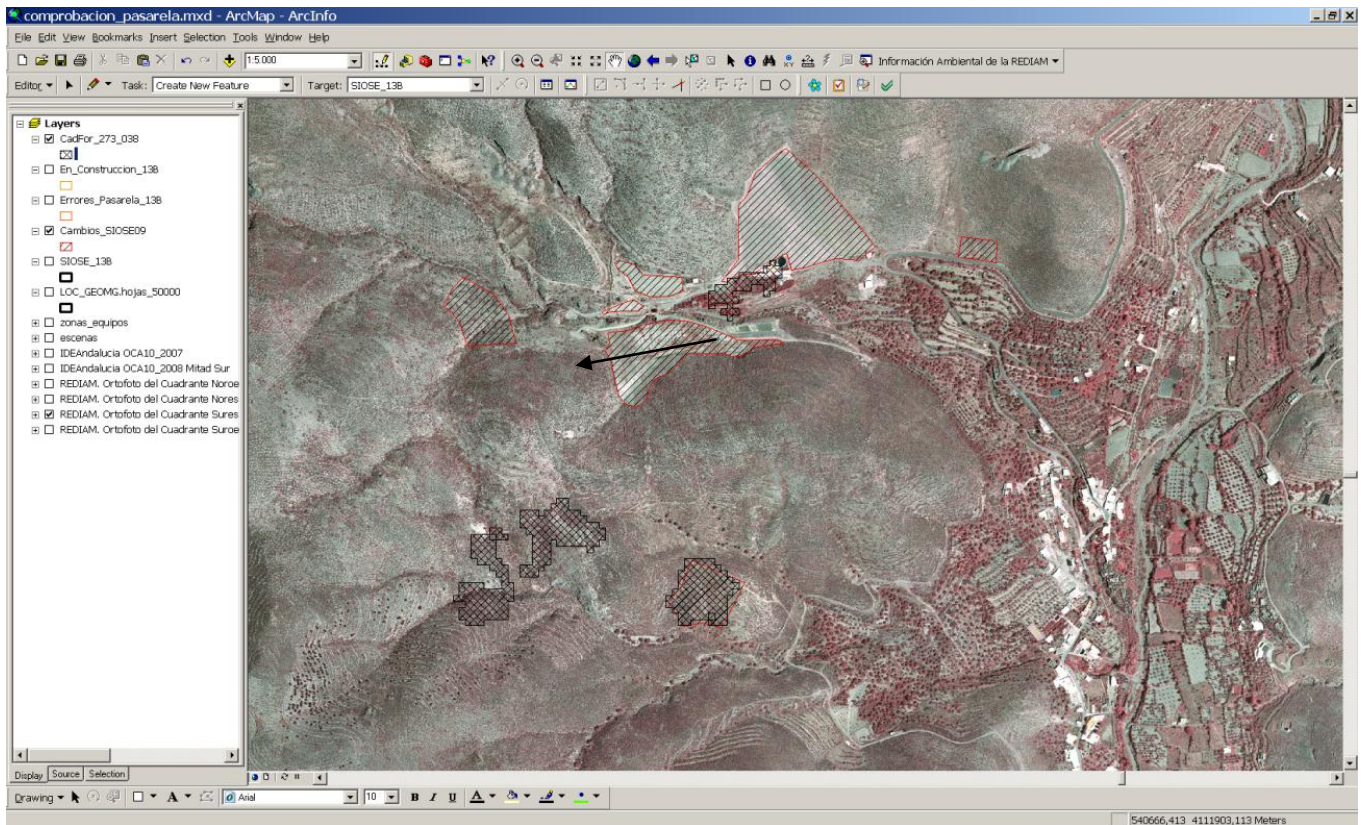 comprobacion_pasarela.mxd - ArcMap - ArcInfo
File Edit View Bookmarks Insert Selection Tools Window Help
1:5.000 Información Ambiental de la REDIAM
Editor Task: Create New Feature Target: SIOSE_13B
Layers
CadFor_273_038
En_Construccion_13B
Errores_Pasarela_13B
Cambios_SIOSE09
SIOSE_13B
LOC_GEOMG.hojas_50000
zonas_equipos
escenas
IDEAndalucia OCA10_2007
IDEAndalucia OCA10_2008 Mitad Sur
REDIAM. Ortofoto del Cuadrante Noroe
REDIAM. Ortofoto del Cuadrante Nores
REDIAM. Ortofoto del Cuadrante Sures
REDIAM. Ortofoto del Cuadrante Suroe
Display Source Selection
Drawing A Arial 10 B I U A
540666,413 4111903,113 Meters